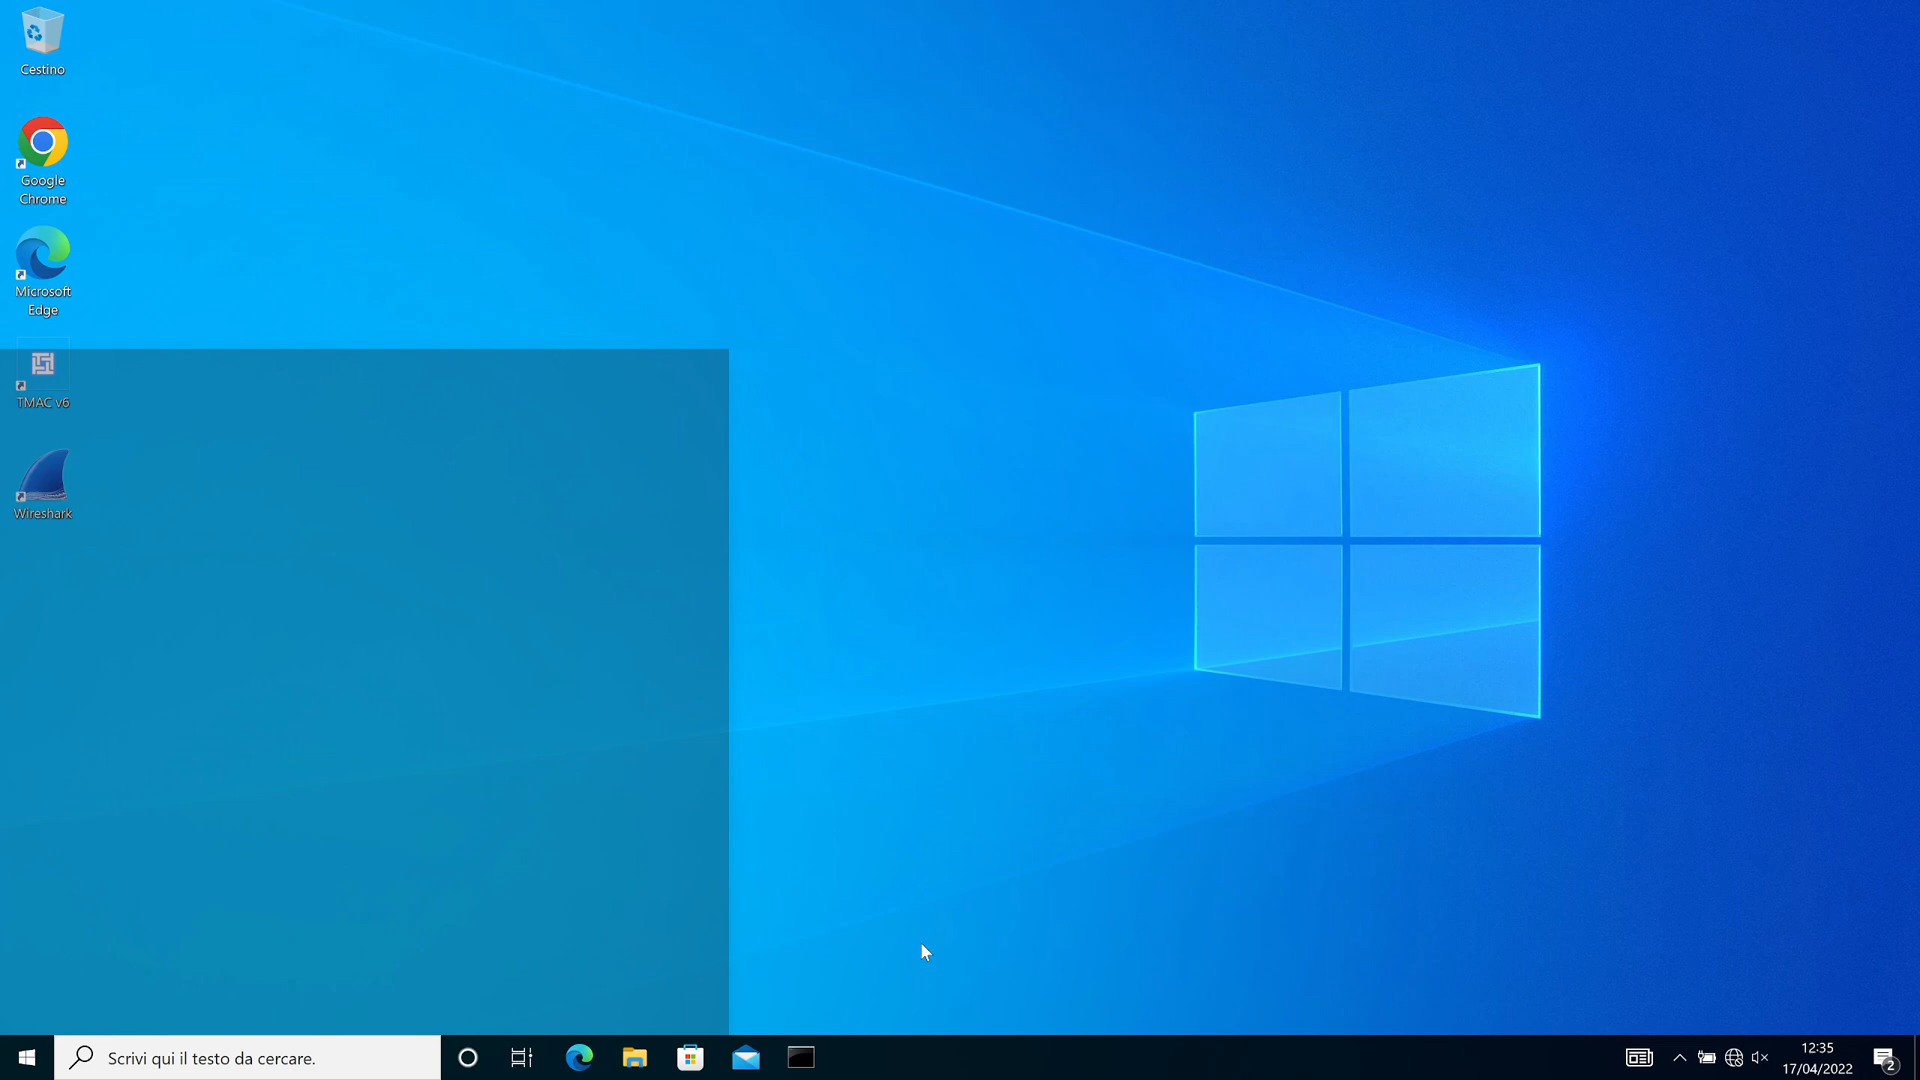 Cestino
Google
Chrome
Microsoft
Edge
TMAC v6
Wireshark
Scrivi qui il testo da cercare.
12:35
17/04/2022
2